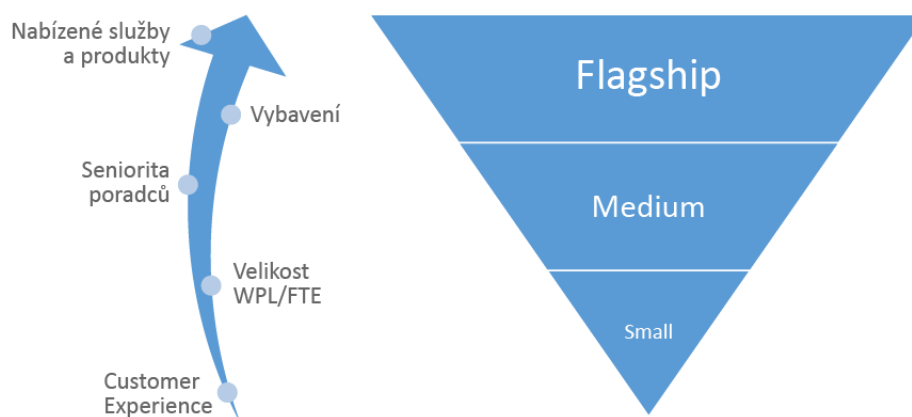 Nabízené služby
a produkty
Vybavení
Seniorita
poradců
Velikost
WPL/FTE
Customer
Experience
Flagship
Medium
Small